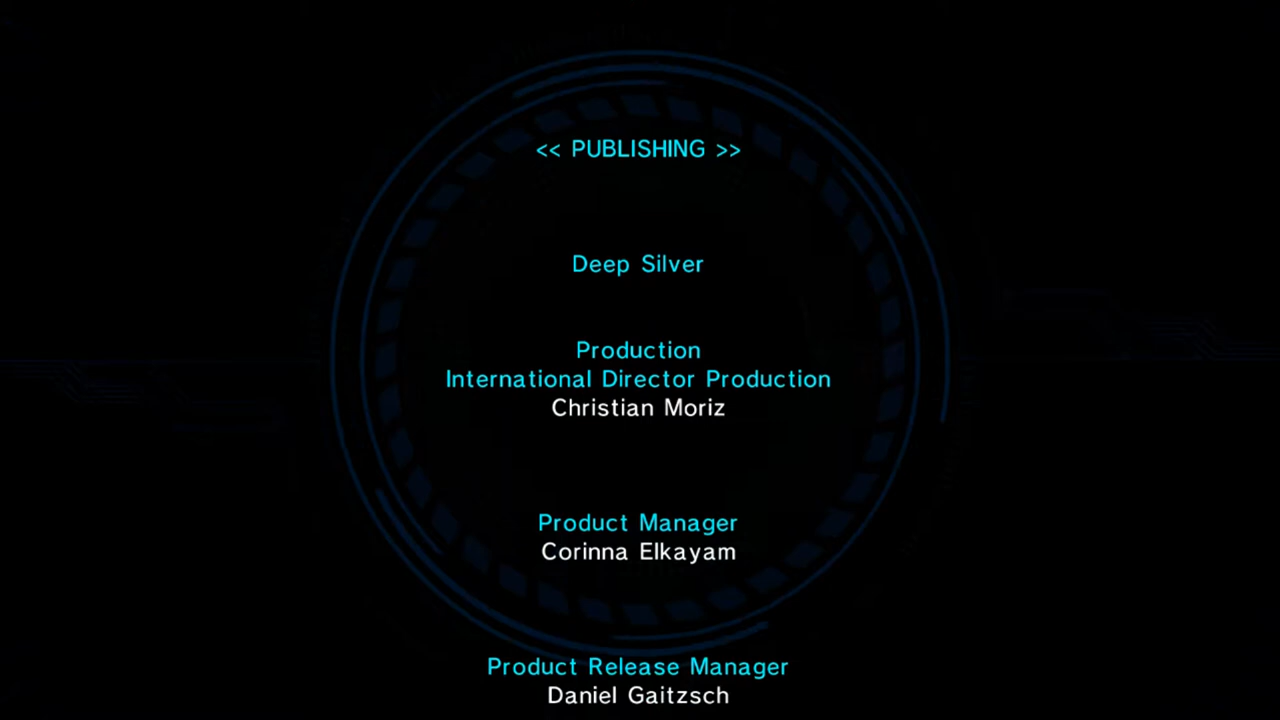 << PUBLISHING >>
Deep Silver
Production
International Director Production
Christian Moriz
Product Manager
Corinna Elkayam
Product Release Manager
Daniel Gaitzsch